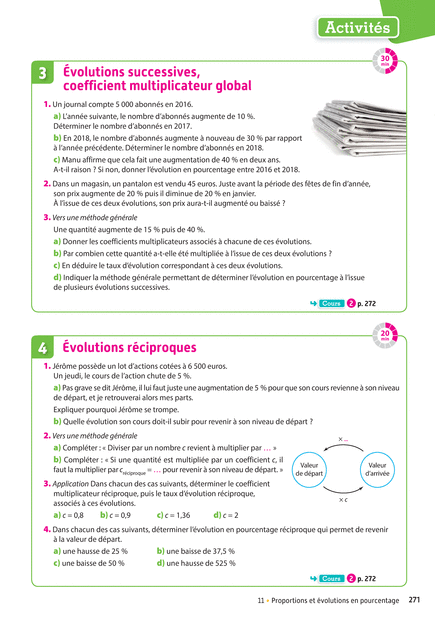 Activités
30 min
3 Évolutions successives,
coefficient multiplicateur global
1. Un journal compte 5 000 abonnés en 2016.
a) L'année suivante, le nombre d'abonnés augmente de 10 %.
Déterminer le nombre d'abonnés en 2017.
b) En 2018, le nombre d'abonnés augmente à nouveau de 30 % par rapport
à l'année précédente. Déterminer le nombre d'abonnés en 2018.
c) Manu affirme que cela fait une augmentation de 40 % en deux ans.
A-t-il raison ? Si non, donner l'évolution en pourcentage entre 2016 et 2018.
2. Dans un magasin, un pantalon est vendu 45 euros. Juste avant la période des fêtes de fin d'année,
son prix augmente de 20 % puis il diminue de 20 % en janvier.
À l'issue de ces deux évolutions, son prix aura-t-il augmenté ou baissé ?
3. Vers une méthode générale
Une quantité augmente de 15 % puis de 40 %.
a) Donner les coefficients multiplicateurs associés à chacune de ces évolutions.
b) Par combien cette quantité a-t-elle été multipliée à l'issue de ces deux évolutions ?
c) En déduire le taux d'évolution correspondant à ces deux évolutions.
d) Indiquer la méthode générale permettant de déterminer l'évolution en pourcentage à l'issue
de plusieurs évolutions successives.
Cours 2 p. 272
20 min
4 Évolutions réciproques
1. Jérôme possède un lot d'actions cotées à 6 500 euros.
Un jeudi, le cours de l'action chute de 5 %.
a) Pas grave se dit Jérôme, il lui faut juste une augmentation de 5 % pour que son cours revienne à son niveau
de départ, et je retrouverai alors mes parts.
Expliquer pourquoi Jérôme se trompe.
b) Quelle évolution son cours doit-il subir pour revenir à son niveau de départ ?
2. Vers une méthode générale
a) Compléter : « Diviser par un nombre c revient à multiplier par … »
b) Compléter : « Si une quantité est multipliée par un coefficient c, il
faut la multiplier par c réciproque = … pour revenir à son niveau de départ. »
× ...
Valeur de départ
Valeur d'arrivée
× c
3. Application Dans chacun des cas suivants, déterminer le coefficient
multiplicateur réciproque, puis le taux d'évolution réciproque,
associés à ces évolutions.
a) c = 0,8 b) c = 0,9 c) c = 1,36 d) c = 2
4. Dans chacun des cas suivants, déterminer l'évolution en pourcentage réciproque qui permet de revenir
à la valeur de départ.
a) une hausse de 25 % b) une baisse de 37,5 %
c) une baisse de 50 % d) une hausse de 525 %
Cours 2 p. 272
11 • Proportions et évolutions en pourcentage 271